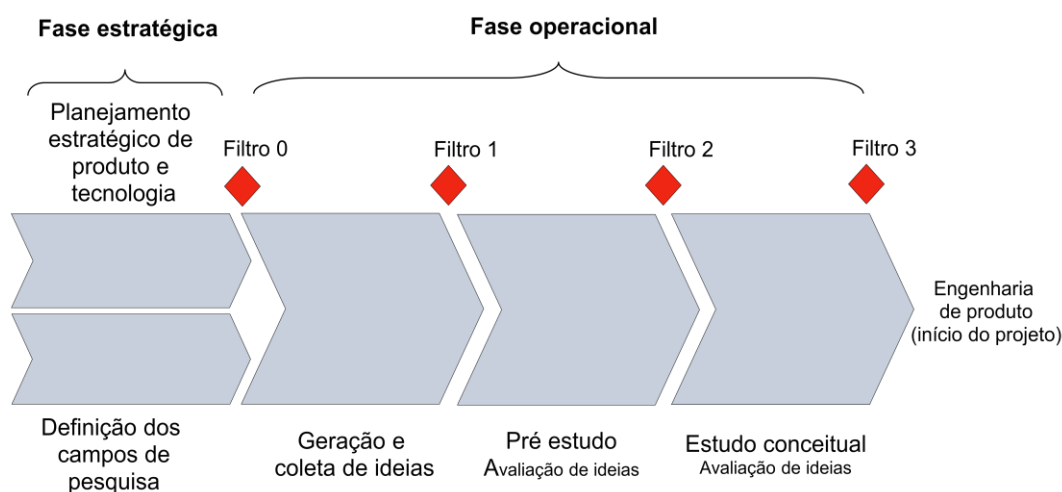 Fase estratégica
Fase operacional
Planejamento
estratégico de
produto e
tecnologia
Filtro 0
Filtro 1
Filtro 2
Filtro 3
Engenharia
de produto
(início do projeto)
Definição dos
campos de
pesquisa
Geração e
coleta de ideias
Pré estudo
Avaliação de ideias
Estudo conceitual
Avaliação de ideias